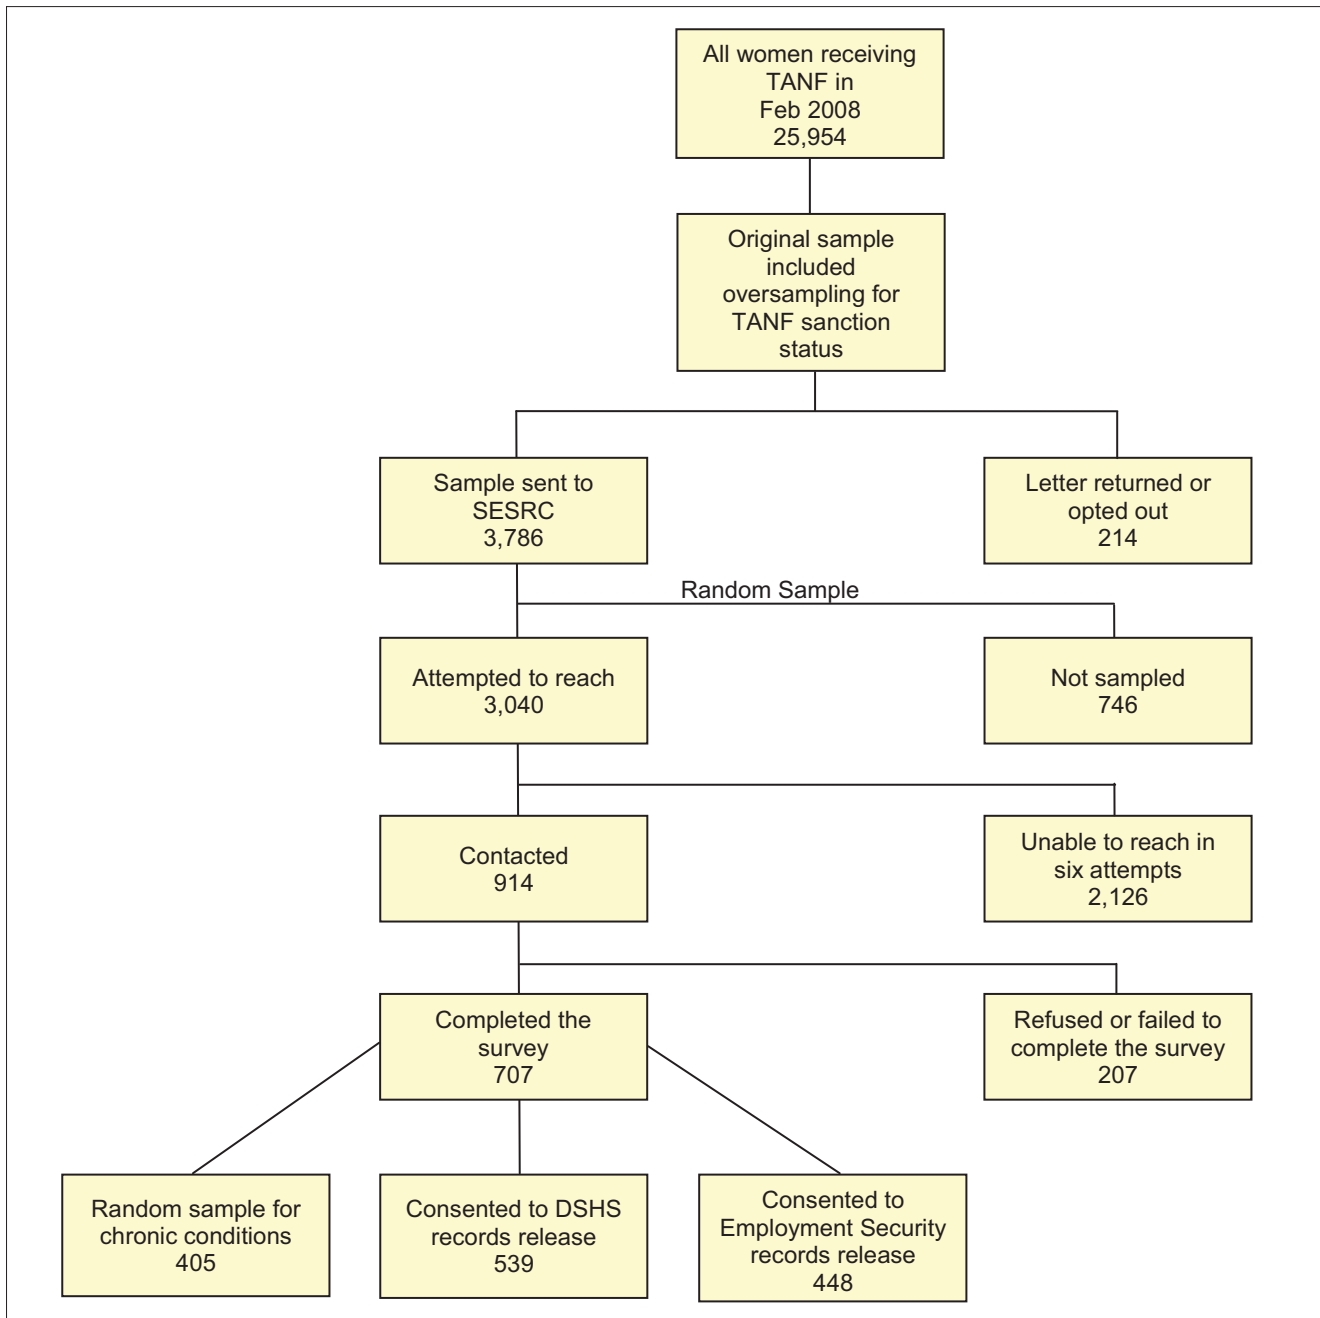 All women receiving
TANF in
Feb 2008
25,954
Original sample
included
oversampling for
TANF sanction
status
Sample sent to
SESRC
3,786
Letter returned or
opted out
214
Random Sample
Attempted to reach
3,040
Not sampled
746
Contacted
914
Unable to reach in
six attempts
2,126
Completed the
survey
707
Refused or failed to
complete the survey
207
Random sample for
chronic conditions
405
Consented to DSHS
records release
539
Consented to
Employment Security
records release
448